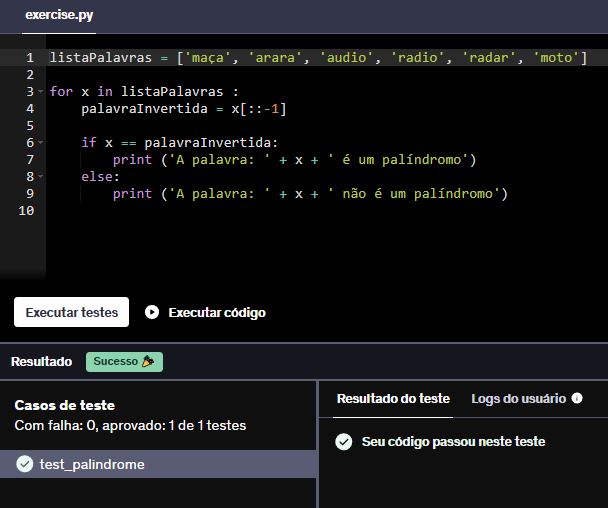 exercise.py
1 listaPalavras = ['maça', 'arara', 'audio', 'radio', 'radar', 'moto']
2
3 for x in listaPalavras :
4     palavraInvertida = x[::-1]
5
6     if x == palavraInvertida:
7         print ('A palavra: ' + x + ' é um palíndromo')
8     else:
9         print ('A palavra: ' + x + ' não é um palíndromo')
10
Executar testes Executar código
Resultado Sucesso 🎉
Casos de teste
Com falha: 0, aprovado: 1 de 1 testes
test_palindrome
Resultado do teste Logs do usuário
Seu código passou neste teste